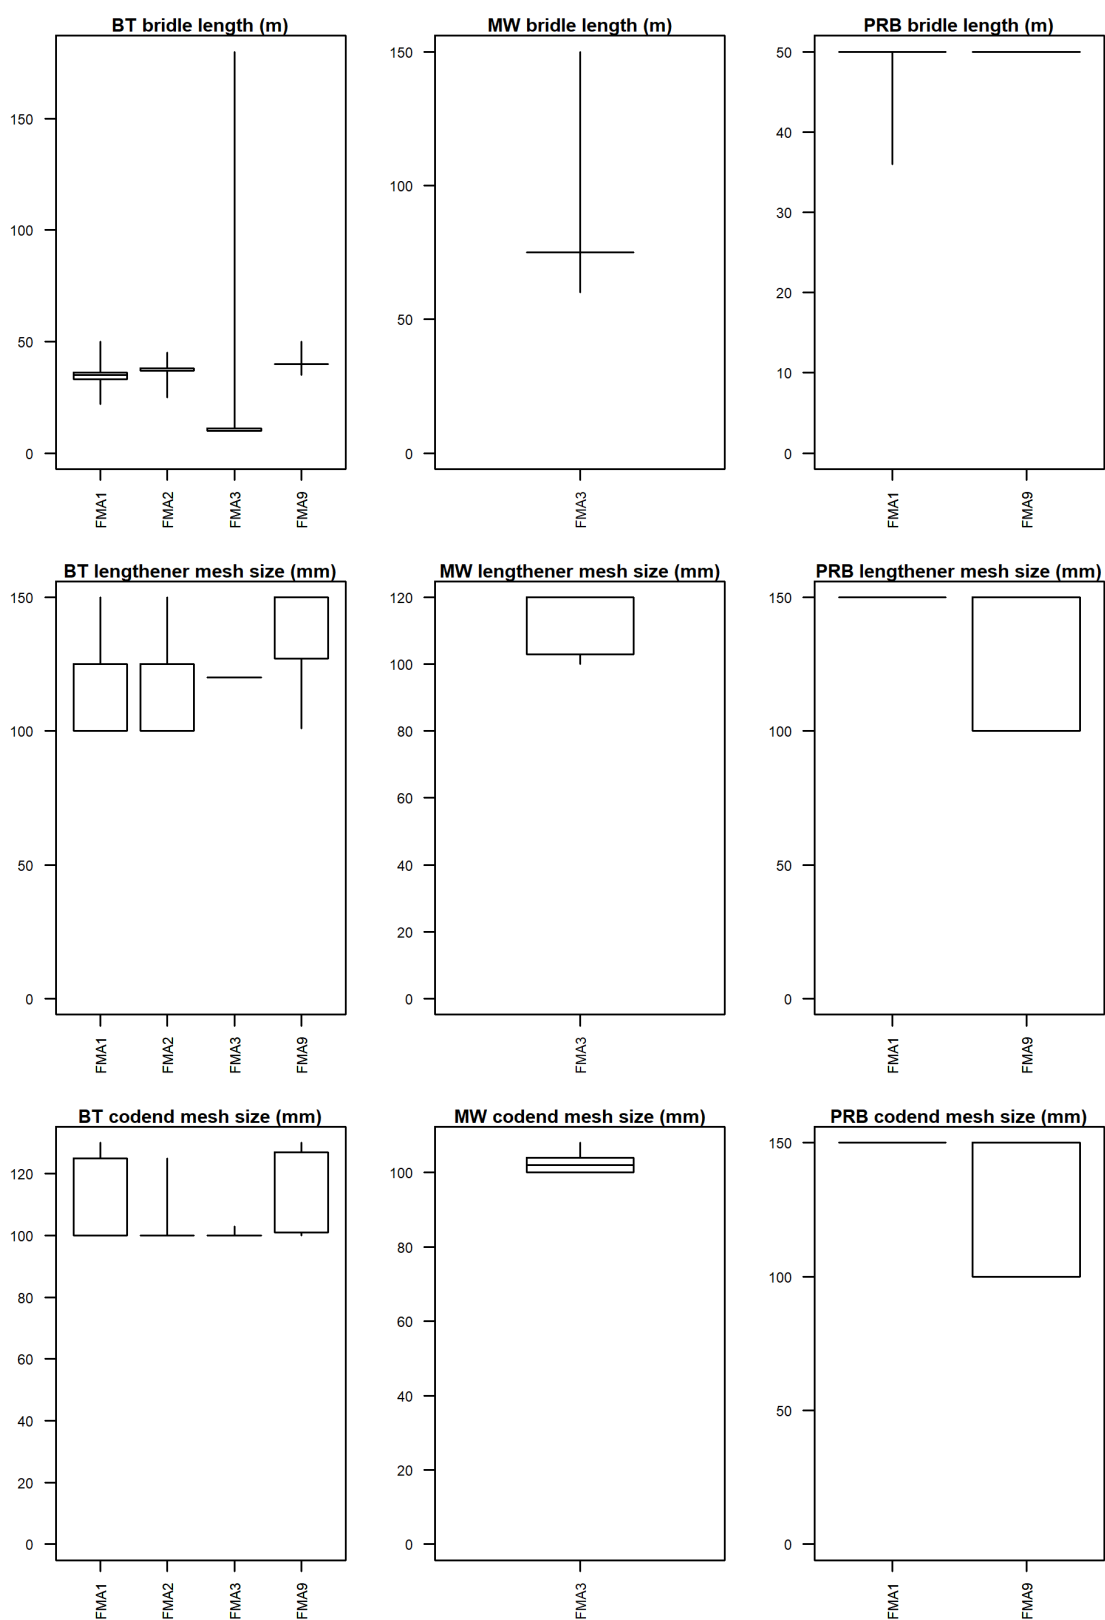 BT bridle length (m)
150
100
50
0
FMA1
FMA2
FMA3
FMA9
MW bridle length (m)
150
100
50
0
FMA3
PRB bridle length (m)
50
40
30
20
10
0
FMA1
FMA9
BT lengthener mesh size (mm)
150
100
50
0
FMA1
FMA2
FMA3
FMA9
MW lengthener mesh size (mm)
120
100
80
60
40
20
0
FMA3
PRB lengthener mesh size (mm)
150
100
50
0
FMA1
FMA9
BT codend mesh size (mm)
120
100
80
60
40
20
0
FMA1
FMA2
FMA3
FMA9
MW codend mesh size (mm)
100
80
60
40
20
0
FMA3
PRB codend mesh size (mm)
150
100
50
0
FMA1
FMA9